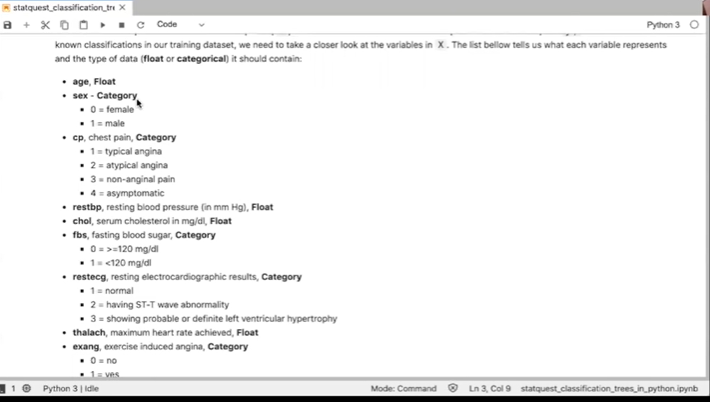 statquest_classification_tre
Code
Python 3
known classifications in our training dataset, we need to take a closer look at the variables in X . The list bellow tells us what each variable represents
and the type of data (float or categorical) it should contain:
age, Float
sex - Category
0 = female
1 = male
cp, chest pain, Category
1 = typical angina
2 = atypical angina
3 = non-anginal pain
4 = asymptomatic
restbp, resting blood pressure (in mm Hg), Float
chol, serum cholesterol in mg/dl, Float
fbs, fasting blood sugar, Category
0 = >=120 mg/dl
1 = <120 mg/dl
restecg, resting electrocardiographic results, Category
1 = normal
2 = having ST-T wave abnormality
3 = showing probable or definite left ventricular hypertrophy
thalach, maximum heart rate achieved, Float
exang, exercise induced angina, Category
0 = no
1 = yes
1 Python 3 | Idle Mode: Command Ln 3, Col 9 statquest_classification_trees_in_python.ipynb